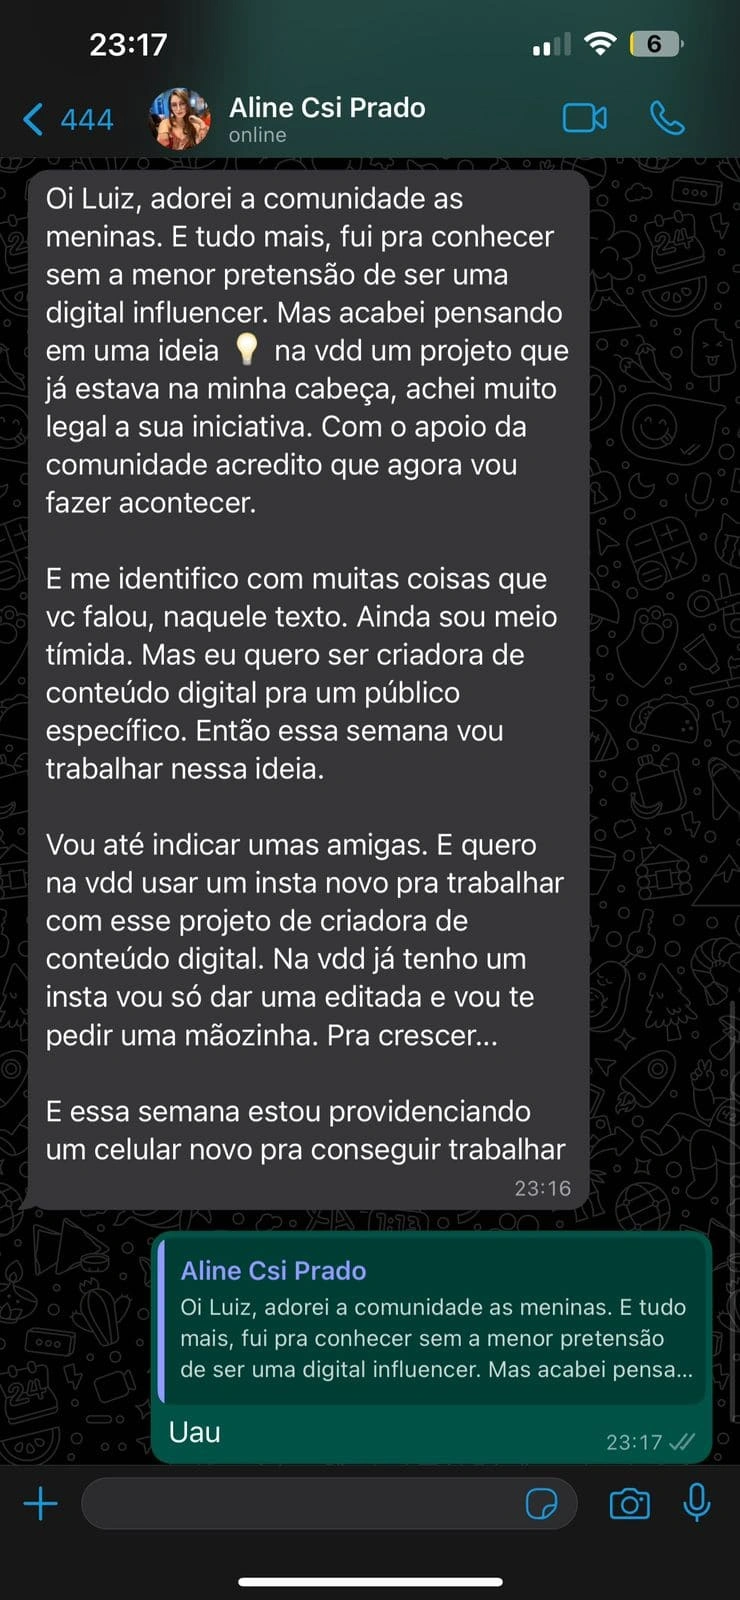 23:17
6
444
Aline Csi Prado
online
Oi Luiz, adorei a comunidade as
meninas. E tudo mais, fui pra conhecer
sem a menor pretensão de ser uma
digital influencer. Mas acabei pensando
em uma ideia 💡 na vdd um projeto que
já estava na minha cabeça, achei muito
legal a sua iniciativa. Com o apoio da
comunidade acredito que agora vou
fazer acontecer.
E me identifico com muitas coisas que
vc falou, naquele texto. Ainda sou meio
tímida. Mas eu quero ser criadora de
conteúdo digital pra um público
específico. Então essa semana vou
trabalhar nessa ideia.
Vou até indicar umas amigas. E quero
na vdd usar um insta novo pra trabalhar
com esse projeto de criadora de
conteúdo digital. Na vdd já tenho um
insta vou só dar uma editada e vou te
pedir uma mãozinha. Pra crescer...
E essa semana estou providenciando
um celular novo pra conseguir trabalhar
23:16
Aline Csi Prado
Oi Luiz, adorei a comunidade as meninas. E tudo
mais, fui pra conhecer sem a menor pretensão
de ser uma digital influencer. Mas acabei pensa...
Uau
23:17